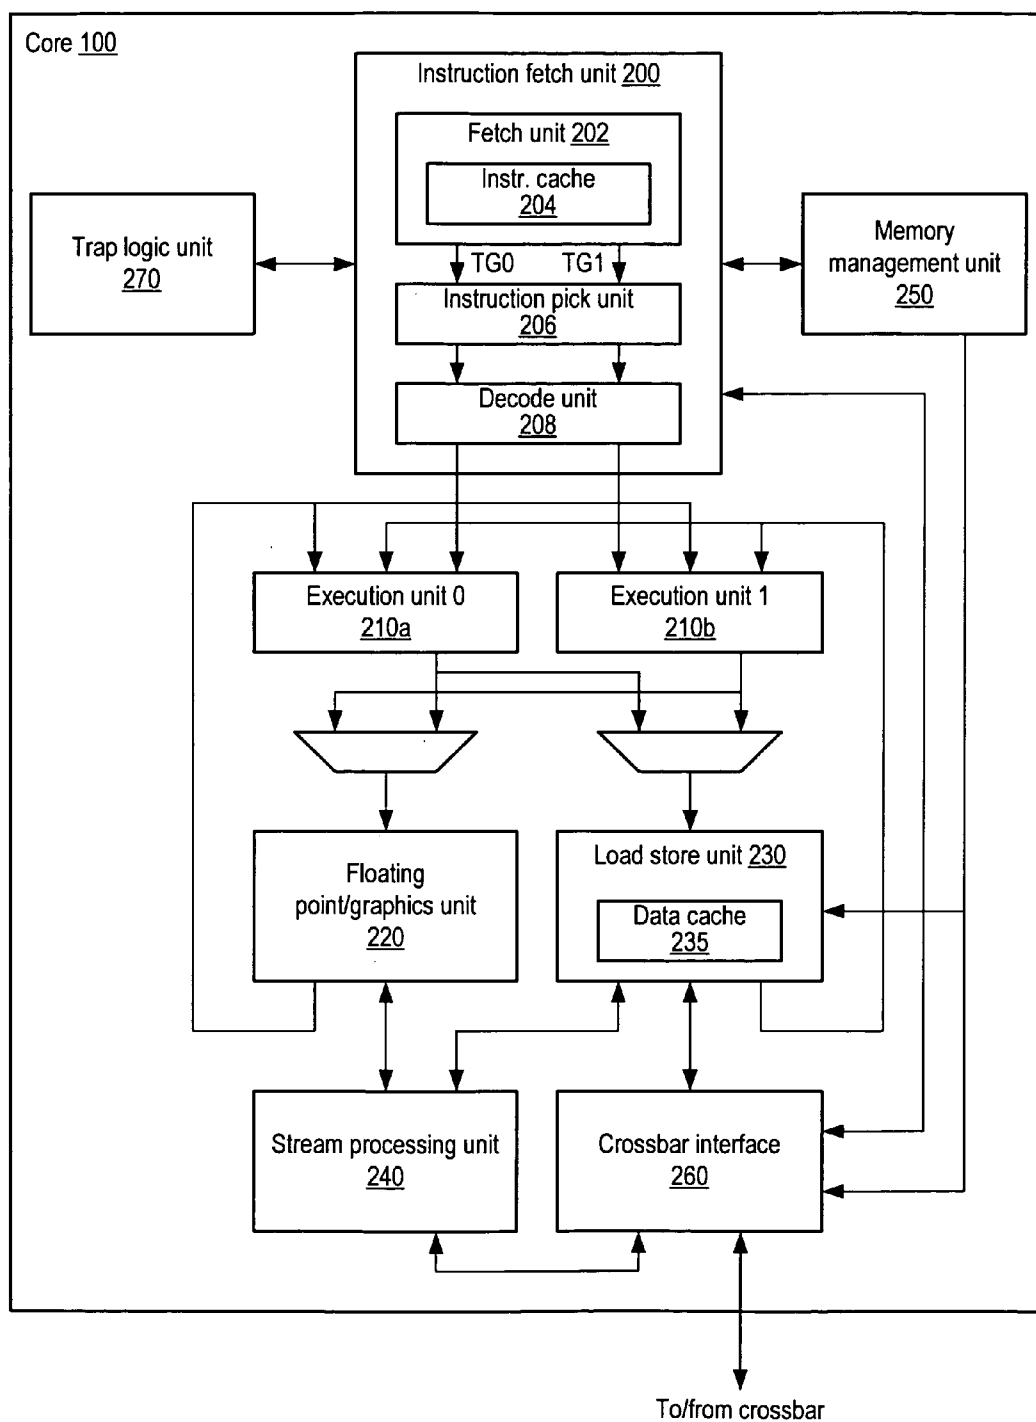 Core 100
Instruction fetch unit 200
Fetch unit 202
Instr. cache
204
TG0
TG1
Instruction pick unit
206
Decode unit
208
Trap logic unit
270
Memory
management unit
250
Execution unit 0
210a
Execution unit 1
210b
Floating
point/graphics unit
220
Load store unit 230
Data cache
235
Stream processing unit
240
Crossbar interface
260
To/from crossbar